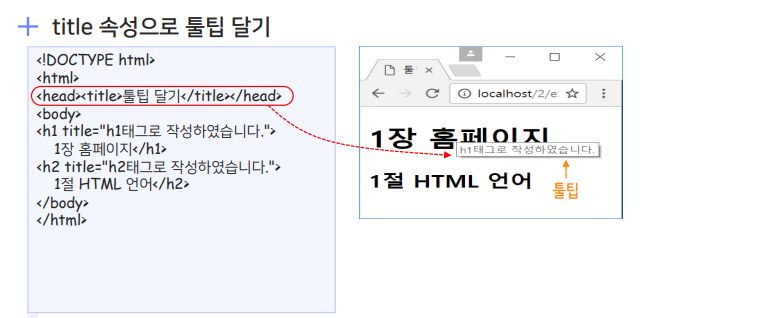 title 속성으로 툴팁 달기
<!DOCTYPE html>
<html>
<head><title>툴팁 달기</title></head>
<body>
<h1 title="h1태그로 작성하였습니다.">
1장 홈페이지</h1>
<h2 title="h2태그로 작성하였습니다.">
1절 HTML 언어</h2>
</body>
</html>
툴
localhost/2/e
1장 홈페이지
h1태그로 작성하였습니다.
1절 HTML 언어
툴팁